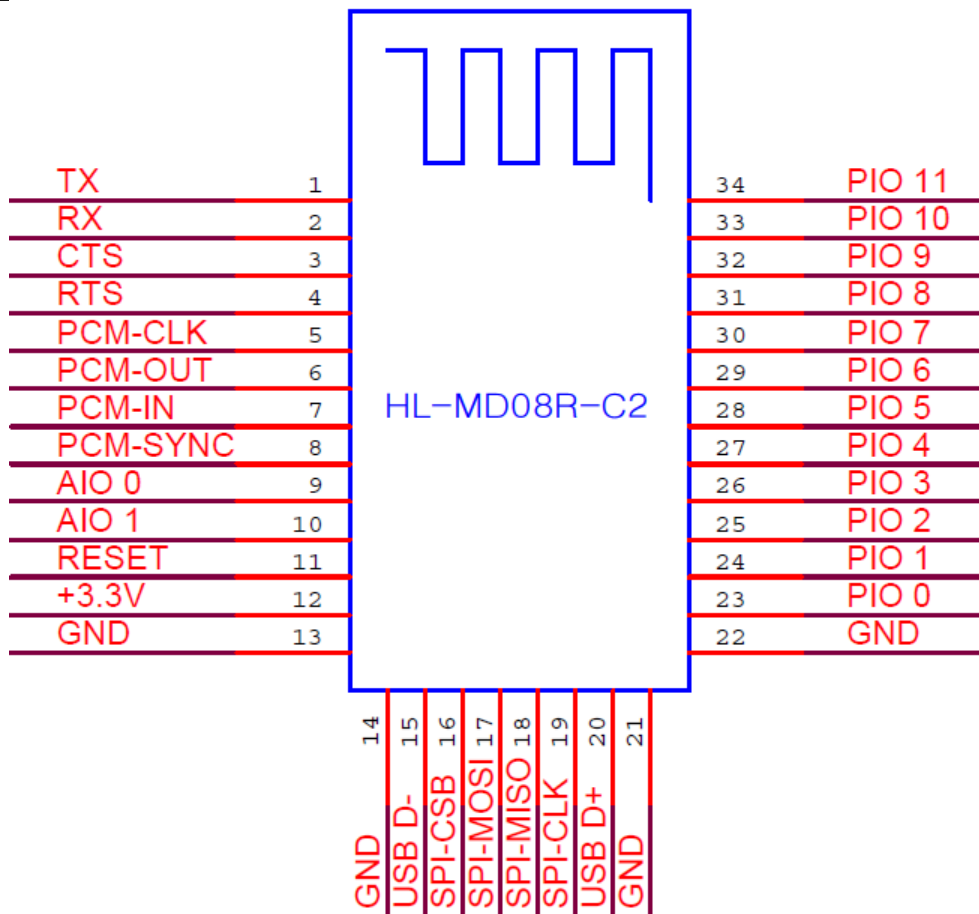 TX 1 34 PIO 11
RX 2 33 PIO 10
CTS 3 32 PIO 9
RTS 4 31 PIO 8
PCM-CLK 5 30 PIO 7
PCM-OUT 6 29 PIO 6
PCM-IN 7 HL-MD08R-C2 28 PIO 5
PCM-SYNC 8 27 PIO 4
AIO 0 9 26 PIO 3
AIO 1 10 25 PIO 2
RESET 11 24 PIO 1
+3.3V 12 23 PIO 0
GND 13 22 GND
14 GND
15 USB D-
16 SPI-CSB
17 SPI-MOSI
18 SPI-MISO
19 SPI-CLK
20 USB D+
21 GND